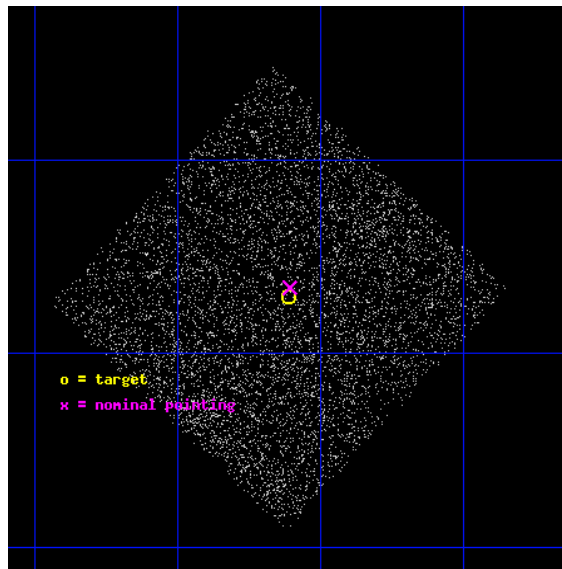 o = target
x = nominal pointing